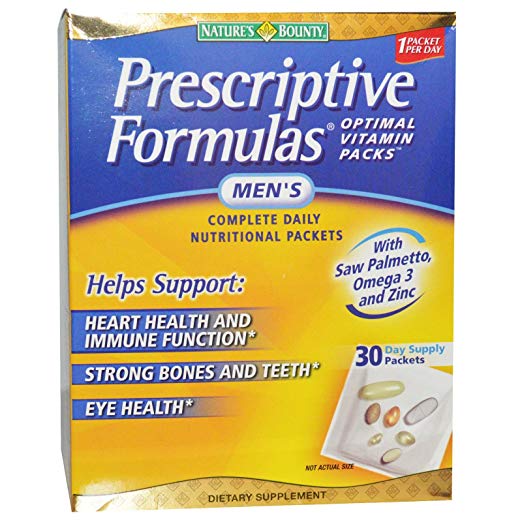 NATURE'S BOUNTY®
1 PACKET
PER DAY
Prescriptive
Formulas®
OPTIMAL
VITAMIN
PACKS™
MEN'S
COMPLETE DAILY
NUTRITIONAL PACKETS
With
Saw Palmetto,
Omega 3
and Zinc
Helps Support:
HEART HEALTH AND
IMMUNE FUNCTION*
STRONG BONES AND TEETH*
EYE HEALTH*
30 Day Supply
Packets
NOT ACTUAL SIZE
DIETARY SUPPLEMENT